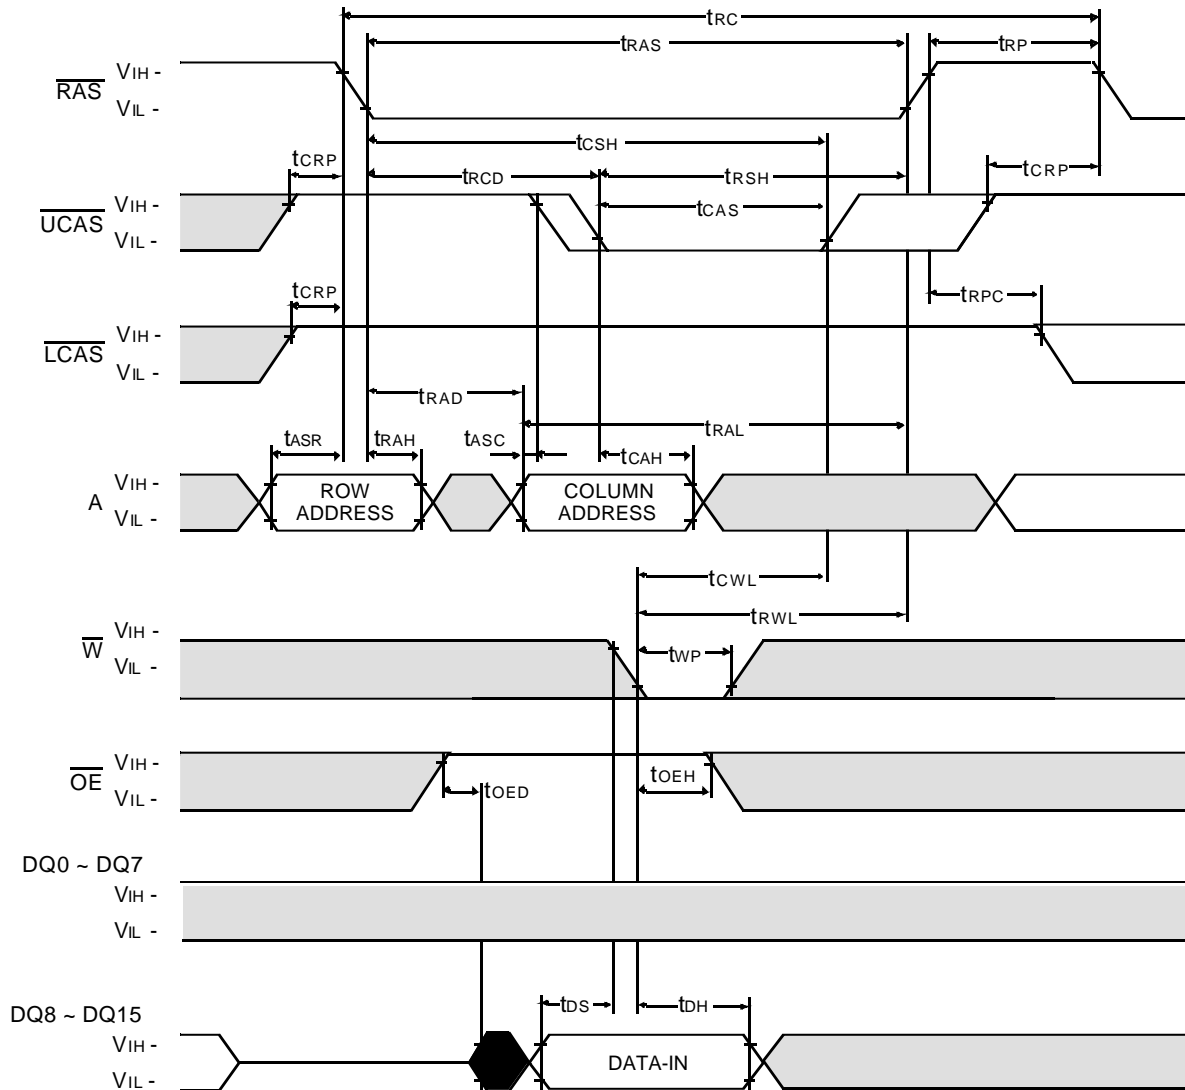 tRC
tRAS
tRP
RAS
VIH -
VIL -
tCSH
tCRP
tRCD
tRSH
tCRP
UCAS
VIH -
VIL -
tCAS
tCRP
tRPC
LCAS
VIH -
VIL -
tRAD
tRAL
tASR
tRAH
tASC
tCAH
A
VIH -
VIL -
ROW
ADDRESS
COLUMN
ADDRESS
tCWL
tRWL
W
VIH -
VIL -
tWP
OE
VIH -
VIL -
tOED
tOEH
DQ0 ~ DQ7
VIH -
VIL -
tDS
tDH
DQ8 ~ DQ15
VIH -
VIL -
DATA-IN